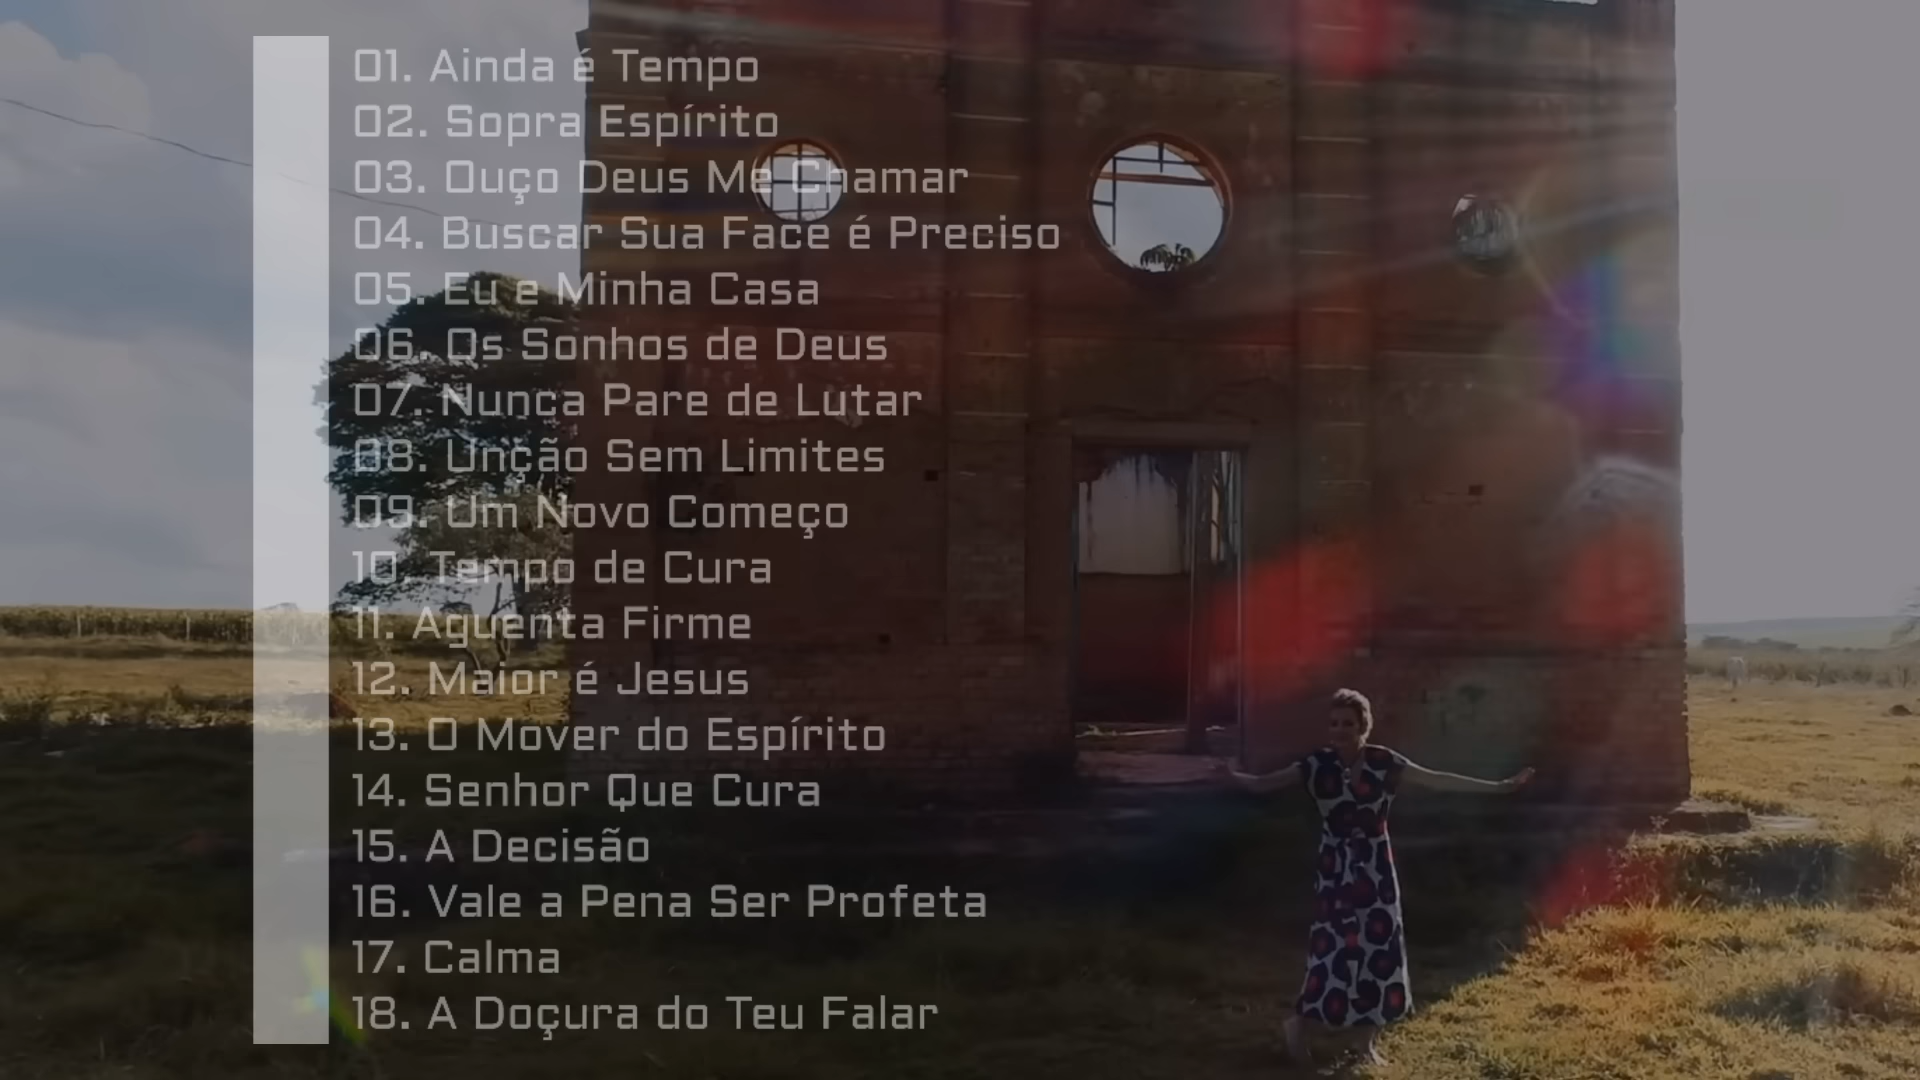 01. Ainda é Tempo
02. Sopra Espírito
03. Ouço Deus Me Chamar
04. Buscar Sua Face é Preciso
05. Eu e Minha Casa
06. Os Sonhos de Deus
07. Nunca Pare de Lutar
08. Unção Sem Limites
09. Um Novo Começo
10. Tempo de Cura
11. Aguenta Firme
12. Maior é Jesus
13. O Mover do Espírito
14. Senhor Que Cura
15. A Decisão
16. Vale a Pena Ser Profeta
17. Calma
18. A Doçura do Teu Falar